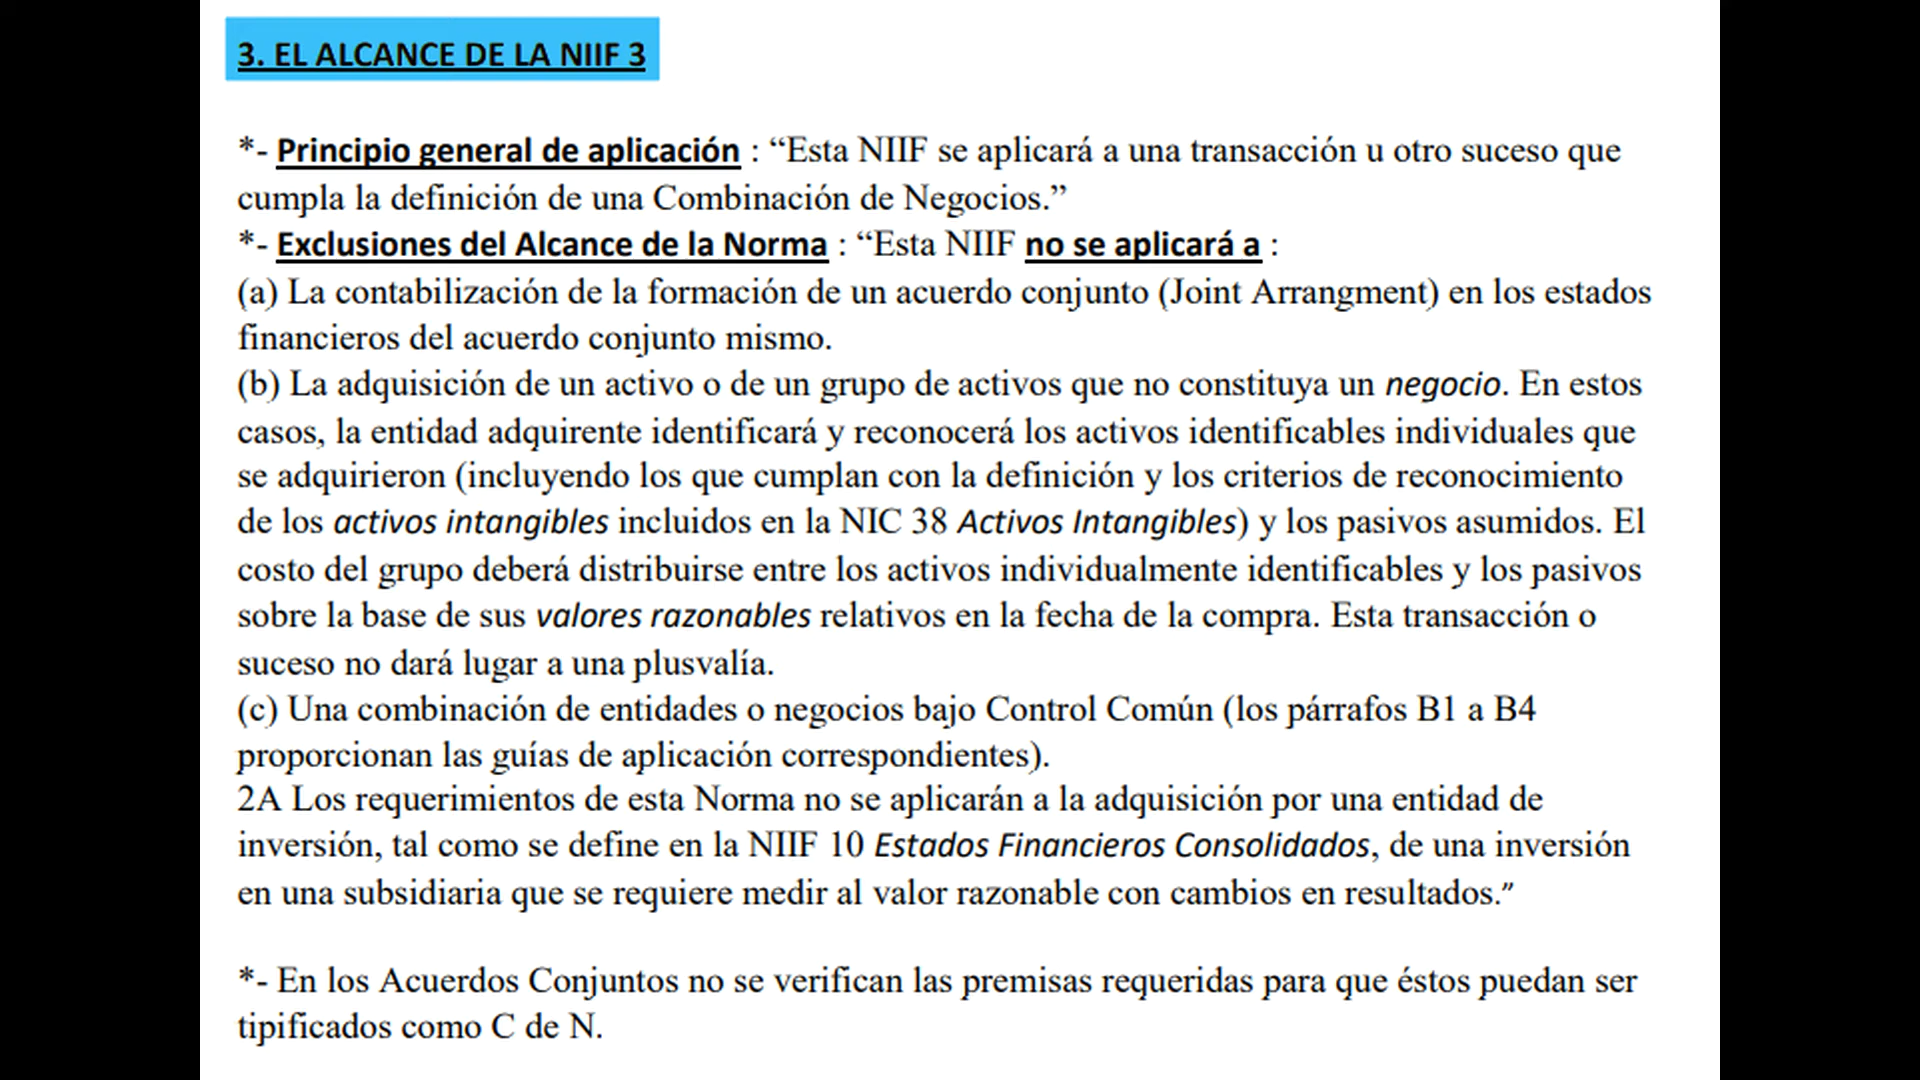 3. EL ALCANCE DE LA NIIF 3
*- Principio general de aplicación : “Esta NIIF se aplicará a una transacción u otro suceso que
cumpla la definición de una Combinación de Negocios.”
*- Exclusiones del Alcance de la Norma : “Esta NIIF no se aplicará a :
(a) La contabilización de la formación de un acuerdo conjunto (Joint Arrangment) en los estados
financieros del acuerdo conjunto mismo.
(b) La adquisición de un activo o de un grupo de activos que no constituya un negocio. En estos
casos, la entidad adquirente identificará y reconocerá los activos identificables individuales que
se adquirieron (incluyendo los que cumplan con la definición y los criterios de reconocimiento
de los activos intangibles incluidos en la NIC 38 Activos Intangibles) y los pasivos asumidos. El
costo del grupo deberá distribuirse entre los activos individualmente identificables y los pasivos
sobre la base de sus valores razonables relativos en la fecha de la compra. Esta transacción o
suceso no dará lugar a una plusvalía.
(c) Una combinación de entidades o negocios bajo Control Común (los párrafos B1 a B4
proporcionan las guías de aplicación correspondientes).
2A Los requerimientos de esta Norma no se aplicarán a la adquisición por una entidad de
inversión, tal como se define en la NIIF 10 Estados Financieros Consolidados, de una inversión
en una subsidiaria que se requiere medir al valor razonable con cambios en resultados.”
*- En los Acuerdos Conjuntos no se verifican las premisas requeridas para que éstos puedan ser
tipificados como C de N.